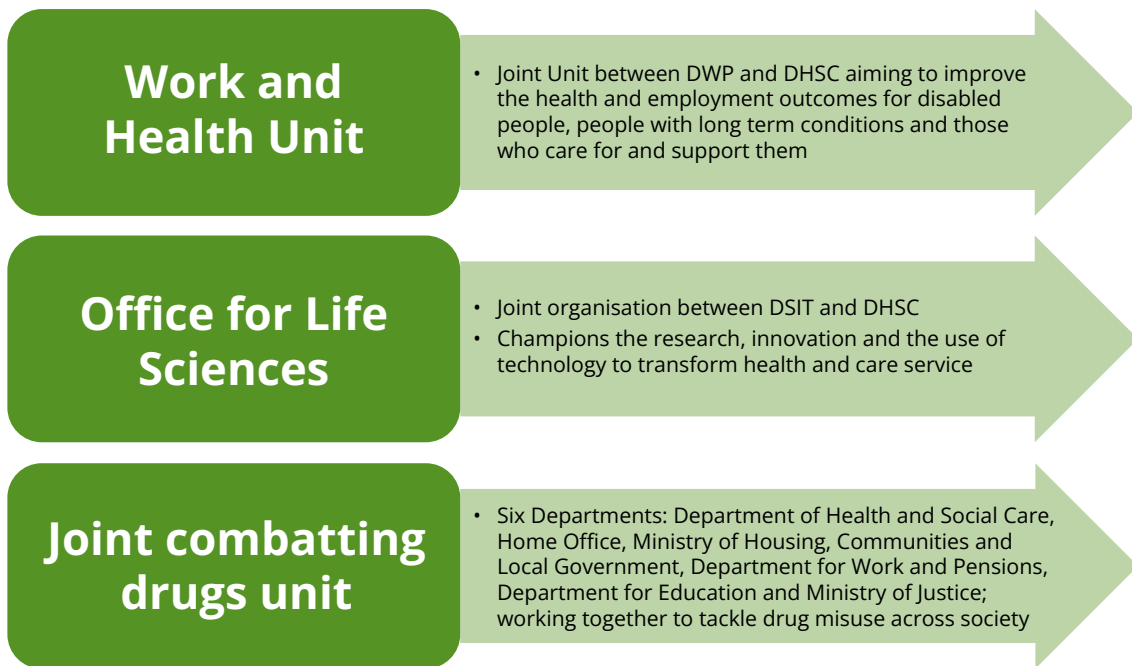 Work and
Health Unit
• Joint Unit between DWP and DHSC aiming to improve
the health and employment outcomes for disabled
people, people with long term conditions and those
who care for and support them
Office for Life
Sciences
• Joint organisation between DSIT and DHSC
• Champions the research, innovation and the use of
technology to transform health and care service
Joint combatting
drugs unit
• Six Departments: Department of Health and Social Care,
Home Office, Ministry of Housing, Communities and
Local Government, Department for Work and Pensions,
Department for Education and Ministry of Justice;
working together to tackle drug misuse across society